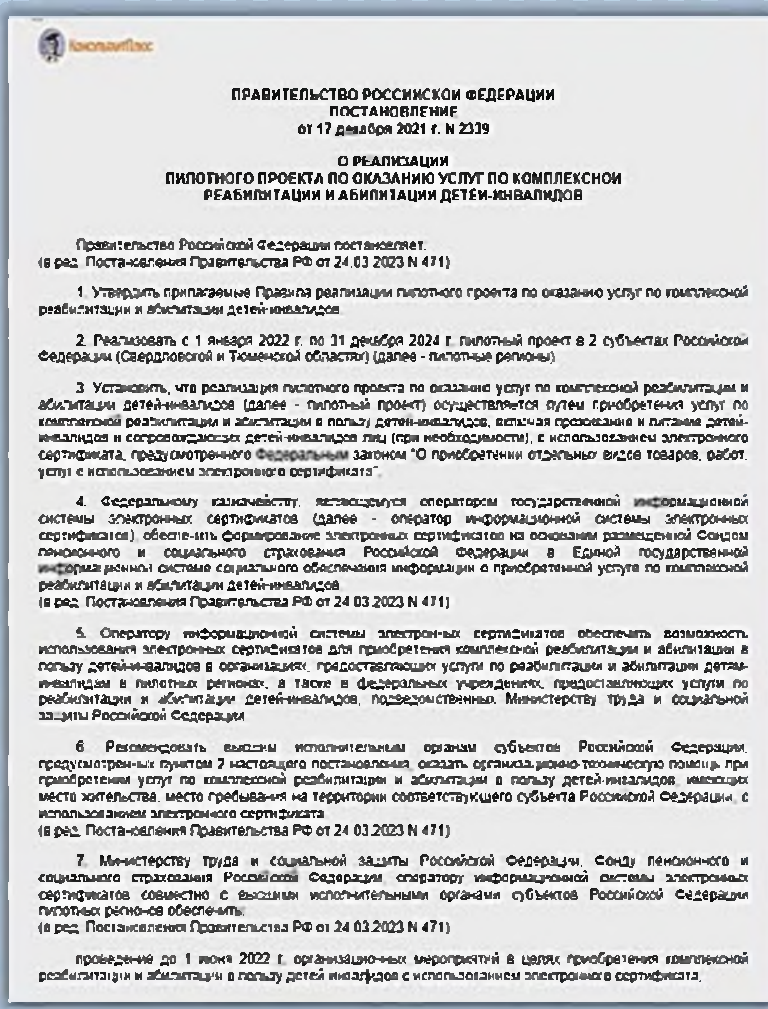 КонсультантПлюс
ПРАВИТЕЛЬСТВО РОССИЙСКОЙ ФЕДЕРАЦИИ
ПОСТАНОВЛЕНИЕ
от 17 декабря 2021 г. N 2339
О РЕАЛИЗАЦИИ
ПИЛОТНОГО ПРОЕКТА ПО ОКАЗАНИЮ УСЛУГ ПО КОМПЛЕКСНОЙ
РЕАБИЛИТАЦИИ И АБИЛИТАЦИИ ДЕТЕЙ-ИНВАЛИДОВ
Правительство Российской Федерации постановляет:
(в ред. Постановления Правительства РФ от 24.03.2023 N 471)
1. Утвердить прилагаемые Правила реализации пилотного проекта по оказанию услуг по комплексной
реабилитации и абилитации детей-инвалидов.
2. Реализовать с 1 января 2022 г. по 31 декабря 2024 г. пилотный проект в 2 субъектах Российской
Федерации (Свердловской и Тюменской областях) (далее - пилотные регионы).
3. Установить, что реализация пилотного проекта по оказанию услуг по комплексной реабилитации и
абилитации детей-инвалидов (далее - пилотный проект) осуществляется путем приобретения услуг по
комплексной реабилитации и абилитации в пользу детей-инвалидов, включая проживание и питание детей-
инвалидов и сопровождающих детей-инвалидов лиц (при необходимости), с использованием электронного
сертификата, предусмотренного Федеральным законом "О приобретении отдельных видов товаров, работ,
услуг с использованием электронного сертификата".
4. Федеральному казначейству, являющемуся оператором государственной информационной
системы электронных сертификатов (далее - оператор информационной системы электронных
сертификатов), обеспечить формирование электронных сертификатов на основании размещенной Фондом
пенсионного и социального страхования Российской Федерации в Единой государственной
информационной системе социального обеспечения информации о приобретенной услуге по комплексной
реабилитации и абилитации детей-инвалидов.
(в ред. Постановления Правительства РФ от 24.03.2023 N 471)
5. Оператору информационной системы электронных сертификатов обеспечить возможность
использования электронных сертификатов для приобретения комплексной реабилитации и абилитации в
пользу детей-инвалидов в организациях, предоставляющих услуги по реабилитации и абилитации детям-
инвалидам в пилотных регионах, а также в федеральных учреждениях, предоставляющих услуги по
реабилитации и абилитации детей-инвалидов, подведомственных Министерству труда и социальной
защиты Российской Федерации.
6. Рекомендовать высшим исполнительным органам субъектов Российской Федерации,
предусмотренных пунктом 2 настоящего постановления, оказать организационно-техническую помощь при
приобретении услуг по комплексной реабилитации и абилитации в пользу детей-инвалидов, имеющих
место жительства, место пребывания на территории соответствующего субъекта Российской Федерации, с
использованием электронного сертификата.
(в ред. Постановления Правительства РФ от 24.03.2023 N 471)
7. Министерству труда и социальной защиты Российской Федерации, Фонду пенсионного и
социального страхования Российской Федерации, оператору информационной системы электронных
сертификатов совместно с высшими исполнительными органами субъектов Российской Федерации
пилотных регионов обеспечить:
(в ред. Постановления Правительства РФ от 24.03.2023 N 471)
проведение до 1 июня 2022 г. организационных мероприятий в целях приобретения комплексной
реабилитации и абилитации в пользу детей-инвалидов с использованием электронного сертификата;